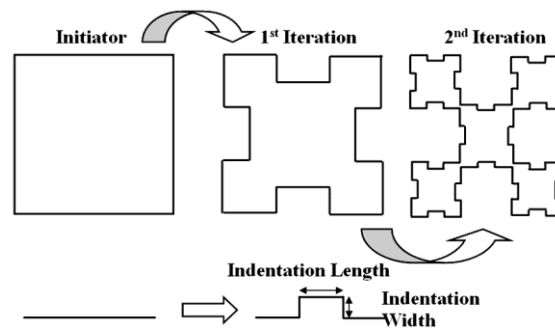 Initiator
1st Iteration
2nd Iteration
Indentation Length
Indentation
Width